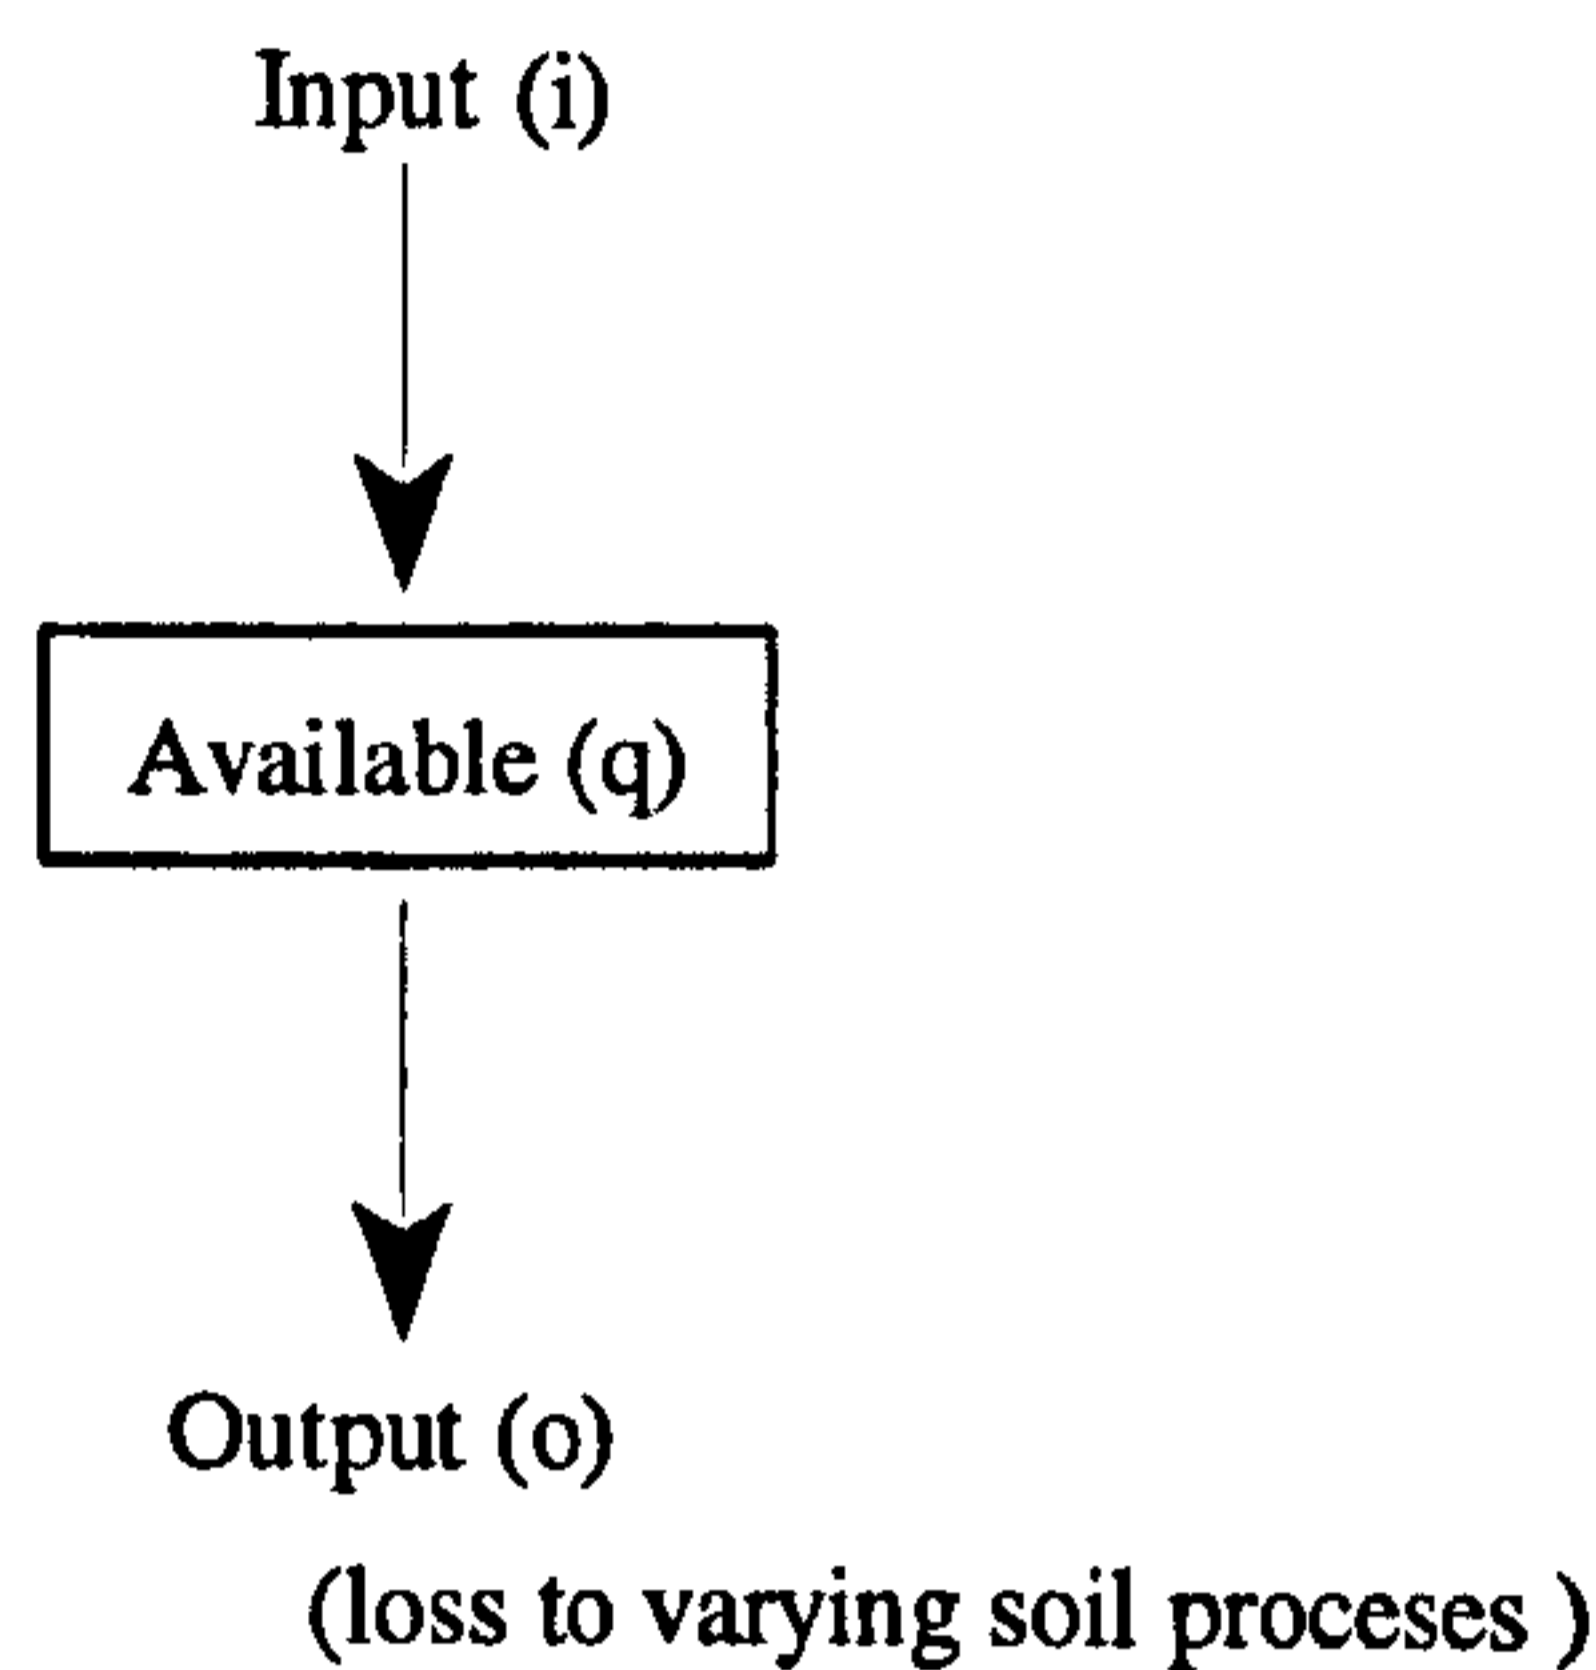 Input (i)
Available (q)
Output (o)
(loss to varying soil proceses )